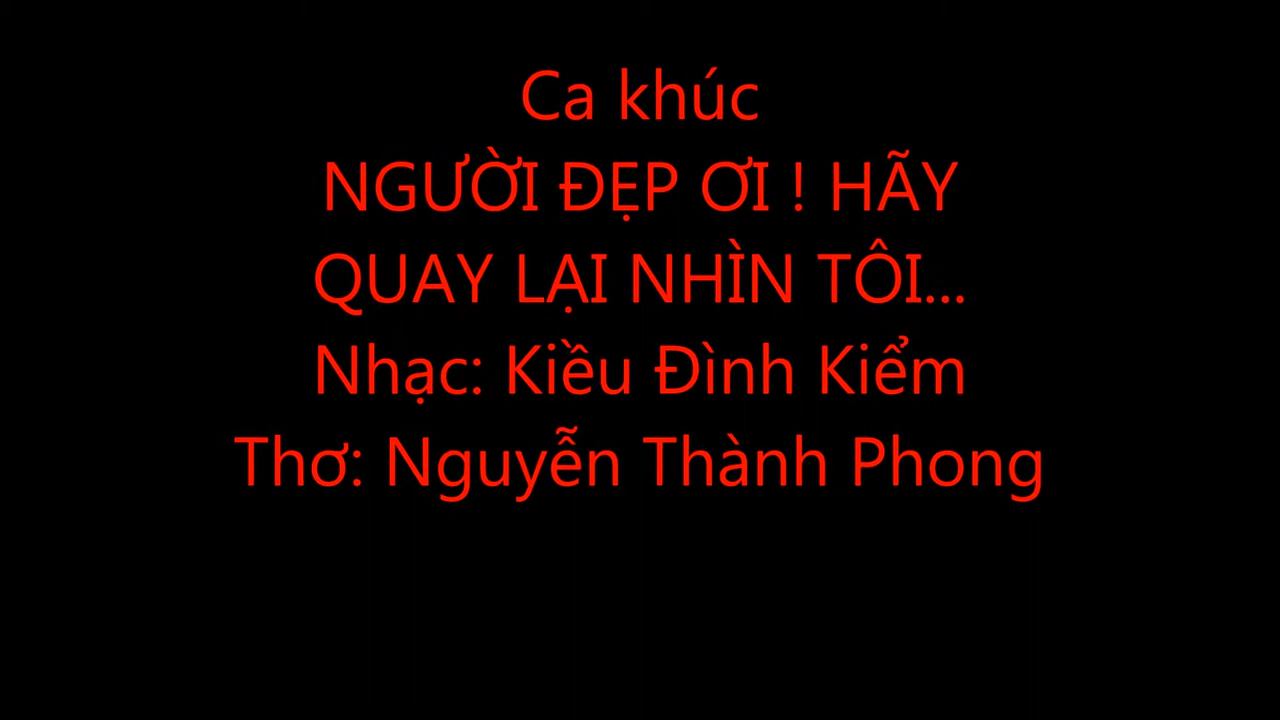 Ca khúc
NGƯỜI ĐẸP ƠI ! HÃY
QUAY LẠI NHÌN TÔI...
Nhạc: Kiều Đình Kiểm
Thơ: Nguyễn Thành Phong